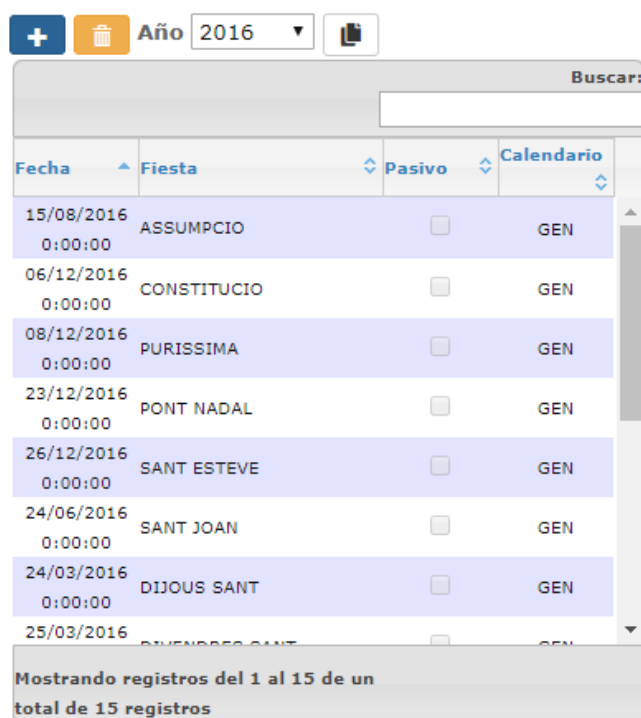 Año 2016
Buscar:
Fecha Fiesta Pasivo Calendario
15/08/2016 0:00:00 ASSUMPCIO GEN
06/12/2016 0:00:00 CONSTITUCIO GEN
08/12/2016 0:00:00 PURISSIMA GEN
23/12/2016 0:00:00 PONT NADAL GEN
26/12/2016 0:00:00 SANT ESTEVE GEN
24/06/2016 0:00:00 SANT JOAN GEN
24/03/2016 0:00:00 DIJOUS SANT GEN
25/03/2016 DIVENDRES SANT GEN
Mostrando registros del 1 al 15 de un
total de 15 registros